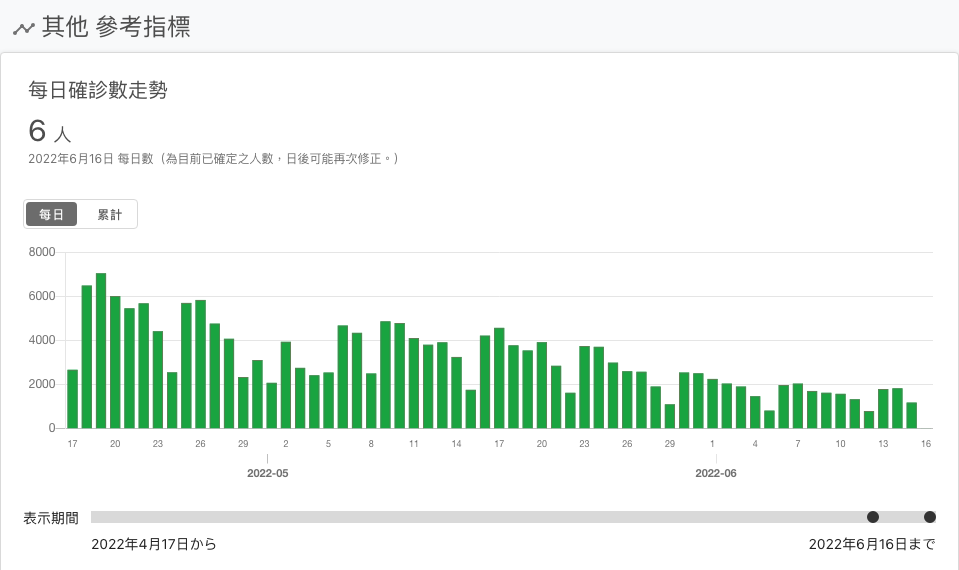 其他 參考指標
每日確診數走勢
6 人
2022年6月16日 每日數（為目前已確定之人數，日後可能再次修正。）
每日 累計
8000
6000
4000
2000
0
17 20 23 26 29 2 5 8 11 14 17 20 23 26 29 1 4 7 10 13 16
2022-05 2022-06
表示期間
2022年4月17日から 2022年6月16日まで